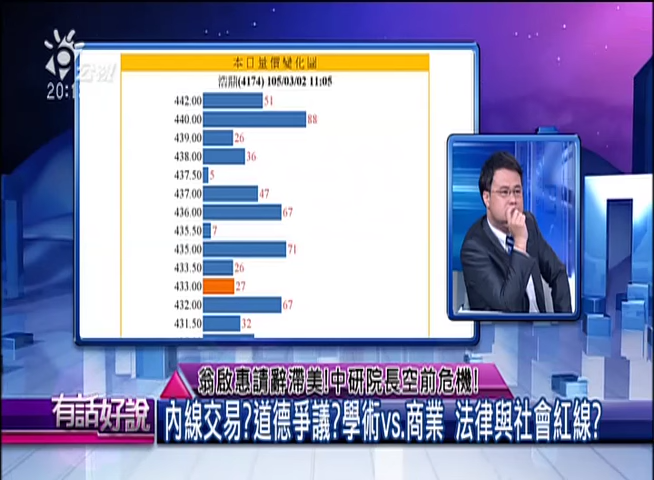 公視
20:1
本日量價變化圖
浩鼎(4174) 105/03/02 11:05
442.00 51
440.00 88
439.00 26
438.00 36
437.50 5
437.00 47
436.00 67
435.50 7
435.00 71
433.50 26
433.00 27
432.00 67
431.50 32
翁啟惠請辭滯美!中研院長空前危機!
有話好說
內線交易?道德爭議?學術vs.商業 法律與社會紅線?